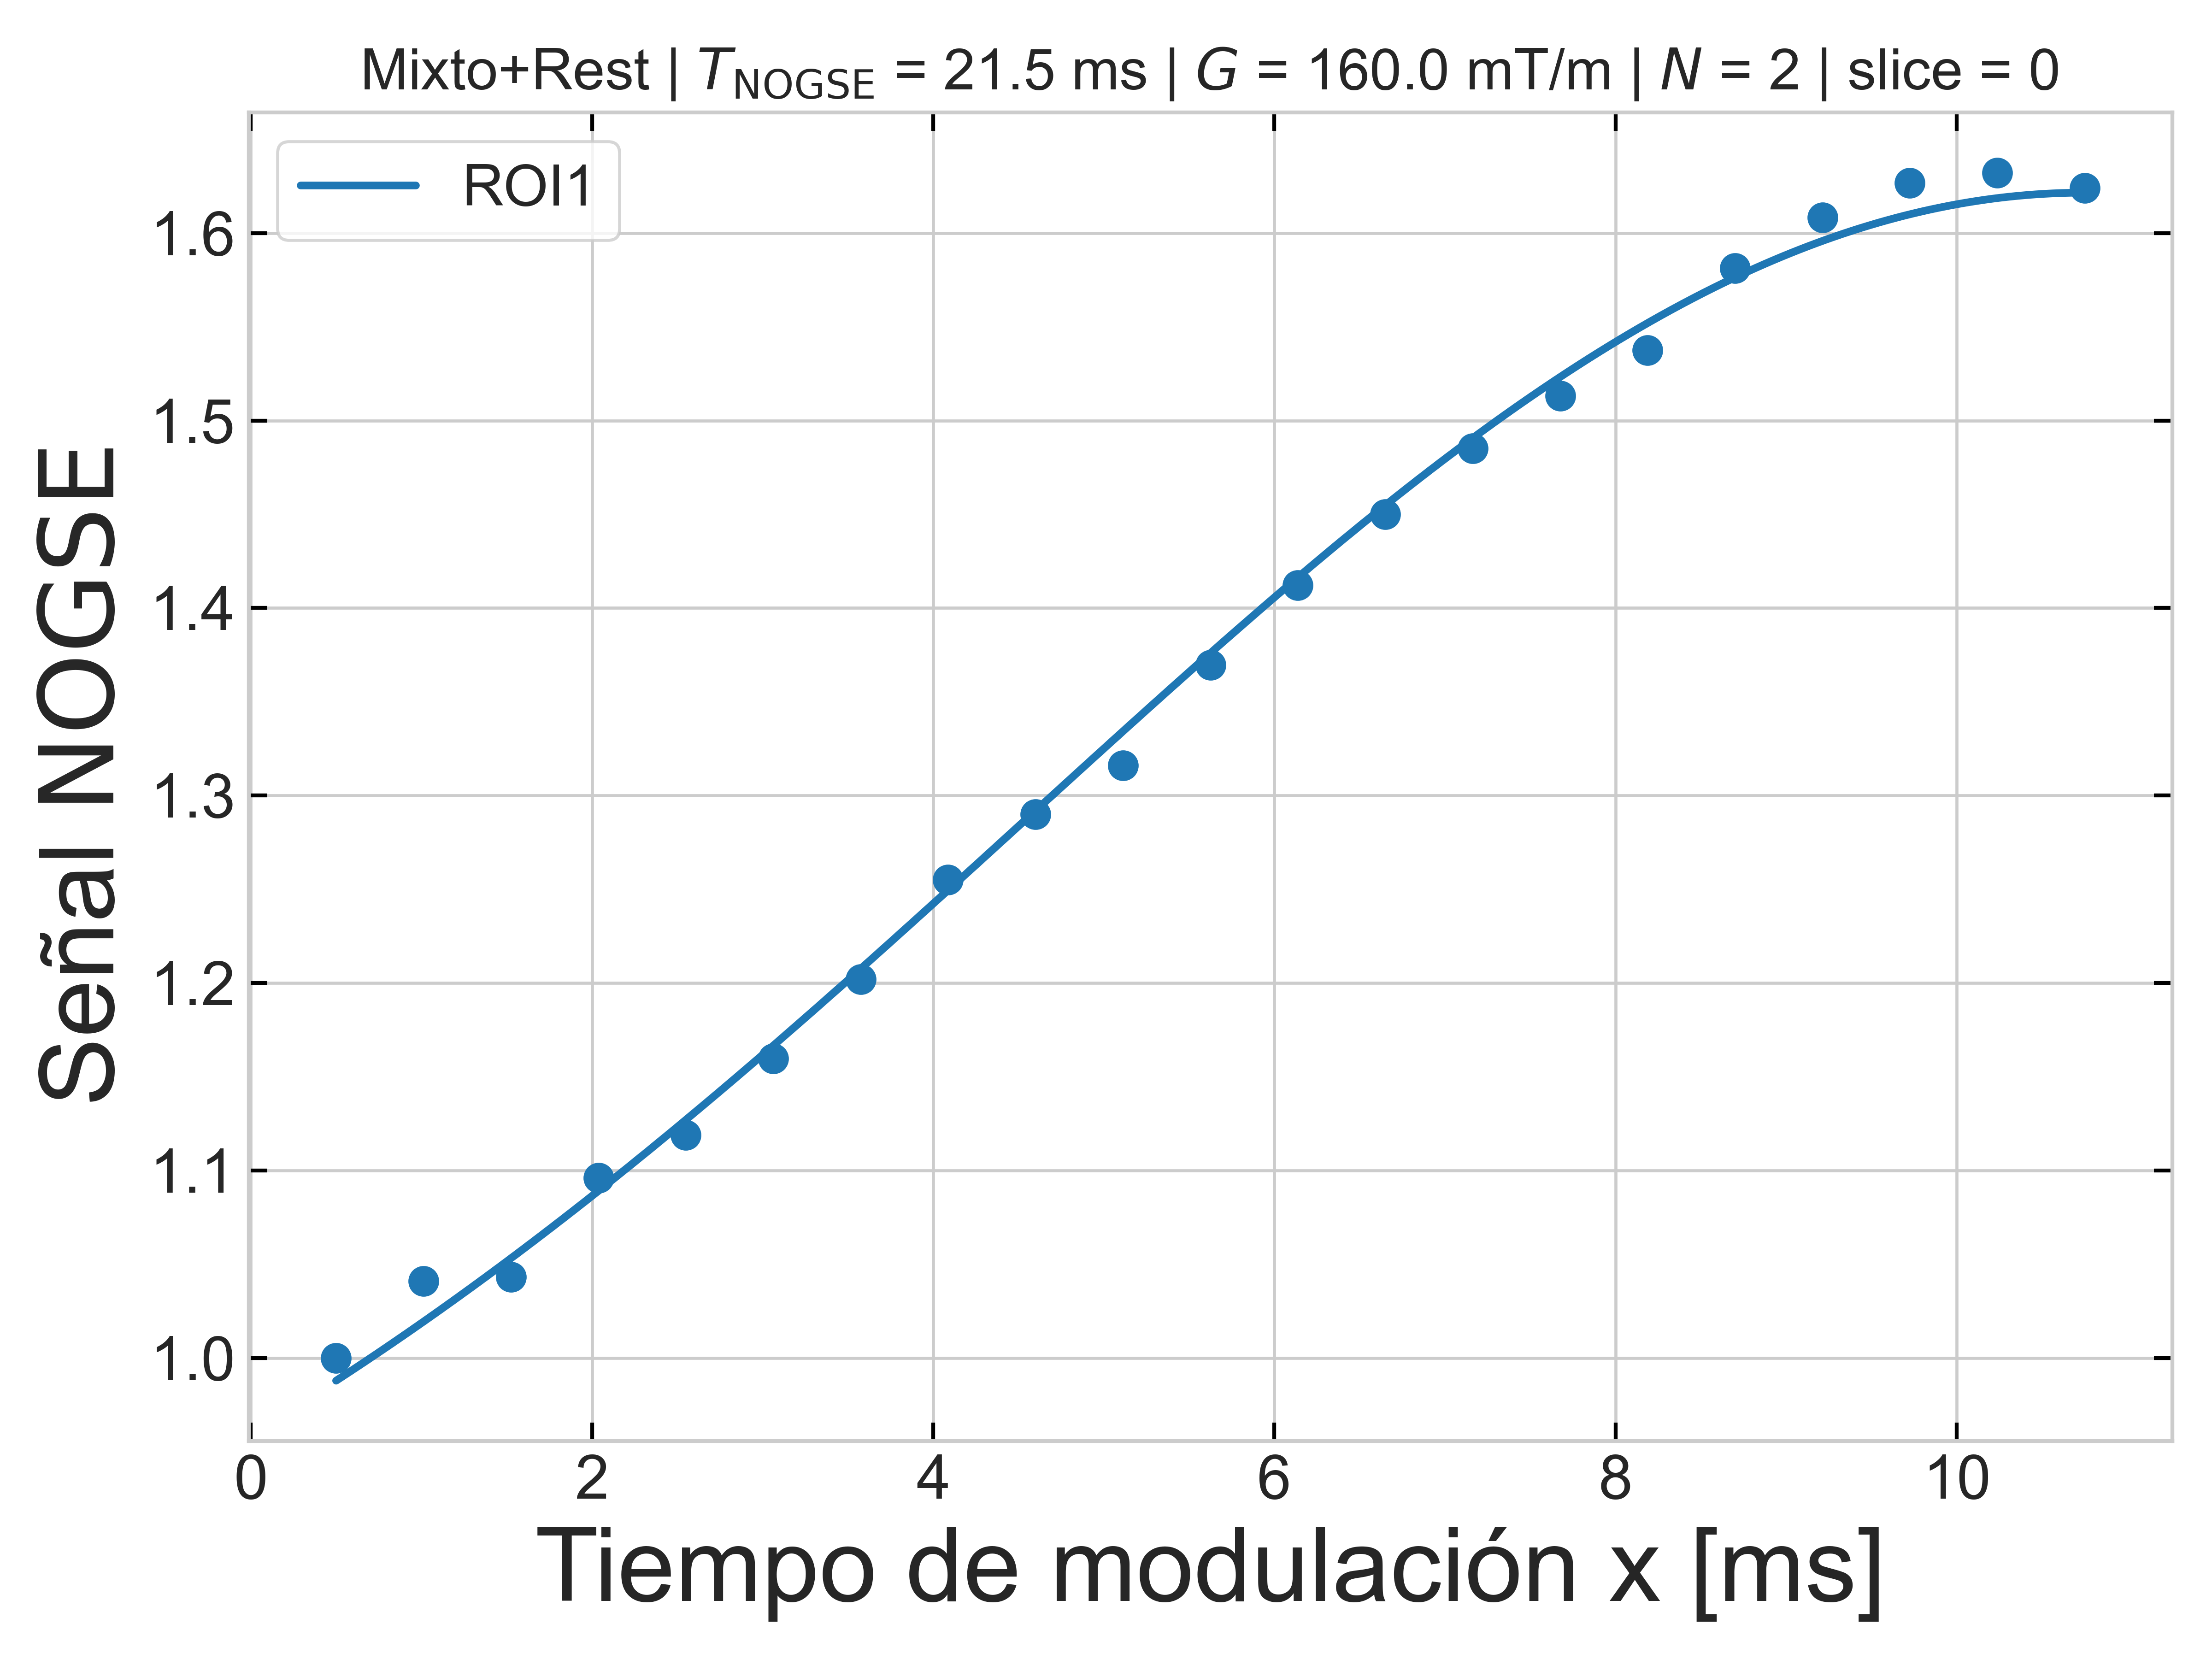 Mixto+Rest | T_NOGSE = 21.5 ms | G = 160.0 mT/m | N = 2 | slice = 0
ROI1
Señal NOGSE
1.6
1.5
1.4
1.3
1.2
1.1
1.0
0 2 4 6 8 10
Tiempo de modulación x [ms]